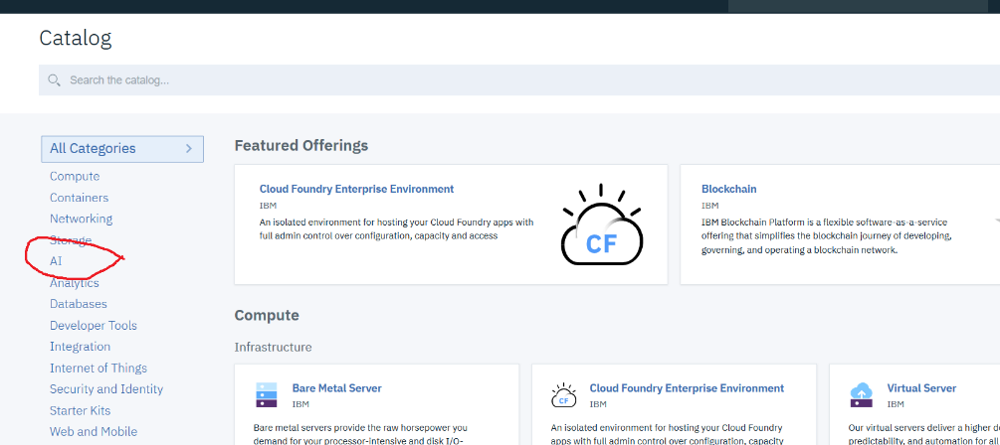 Catalog
Search the catalog...
All Categories
Compute
Containers
Networking
Storage
AI
Analytics
Databases
Developer Tools
Integration
Internet of Things
Security and Identity
Starter Kits
Web and Mobile
Featured Offerings
Cloud Foundry Enterprise Environment
IBM
An isolated environment for hosting your Cloud Foundry apps with
full admin control over configuration, capacity and access
CF
Blockchain
IBM
IBM Blockchain Platform is a flexible software-as-a-service
offering that simplifies the blockchain journey of developing,
governing, and operating a blockchain network.
Compute
Infrastructure
Bare Metal Server
IBM
Bare metal servers provide the raw horsepower you
demand for your processor-intensive and disk I/O-
CF
Cloud Foundry Enterprise Environment
IBM
An isolated environment for hosting your Cloud Foundry
apps with full admin control over configuration, capacity
Virtual Server
IBM
Our virtual servers deliver a higher de
predictability, and automation for all